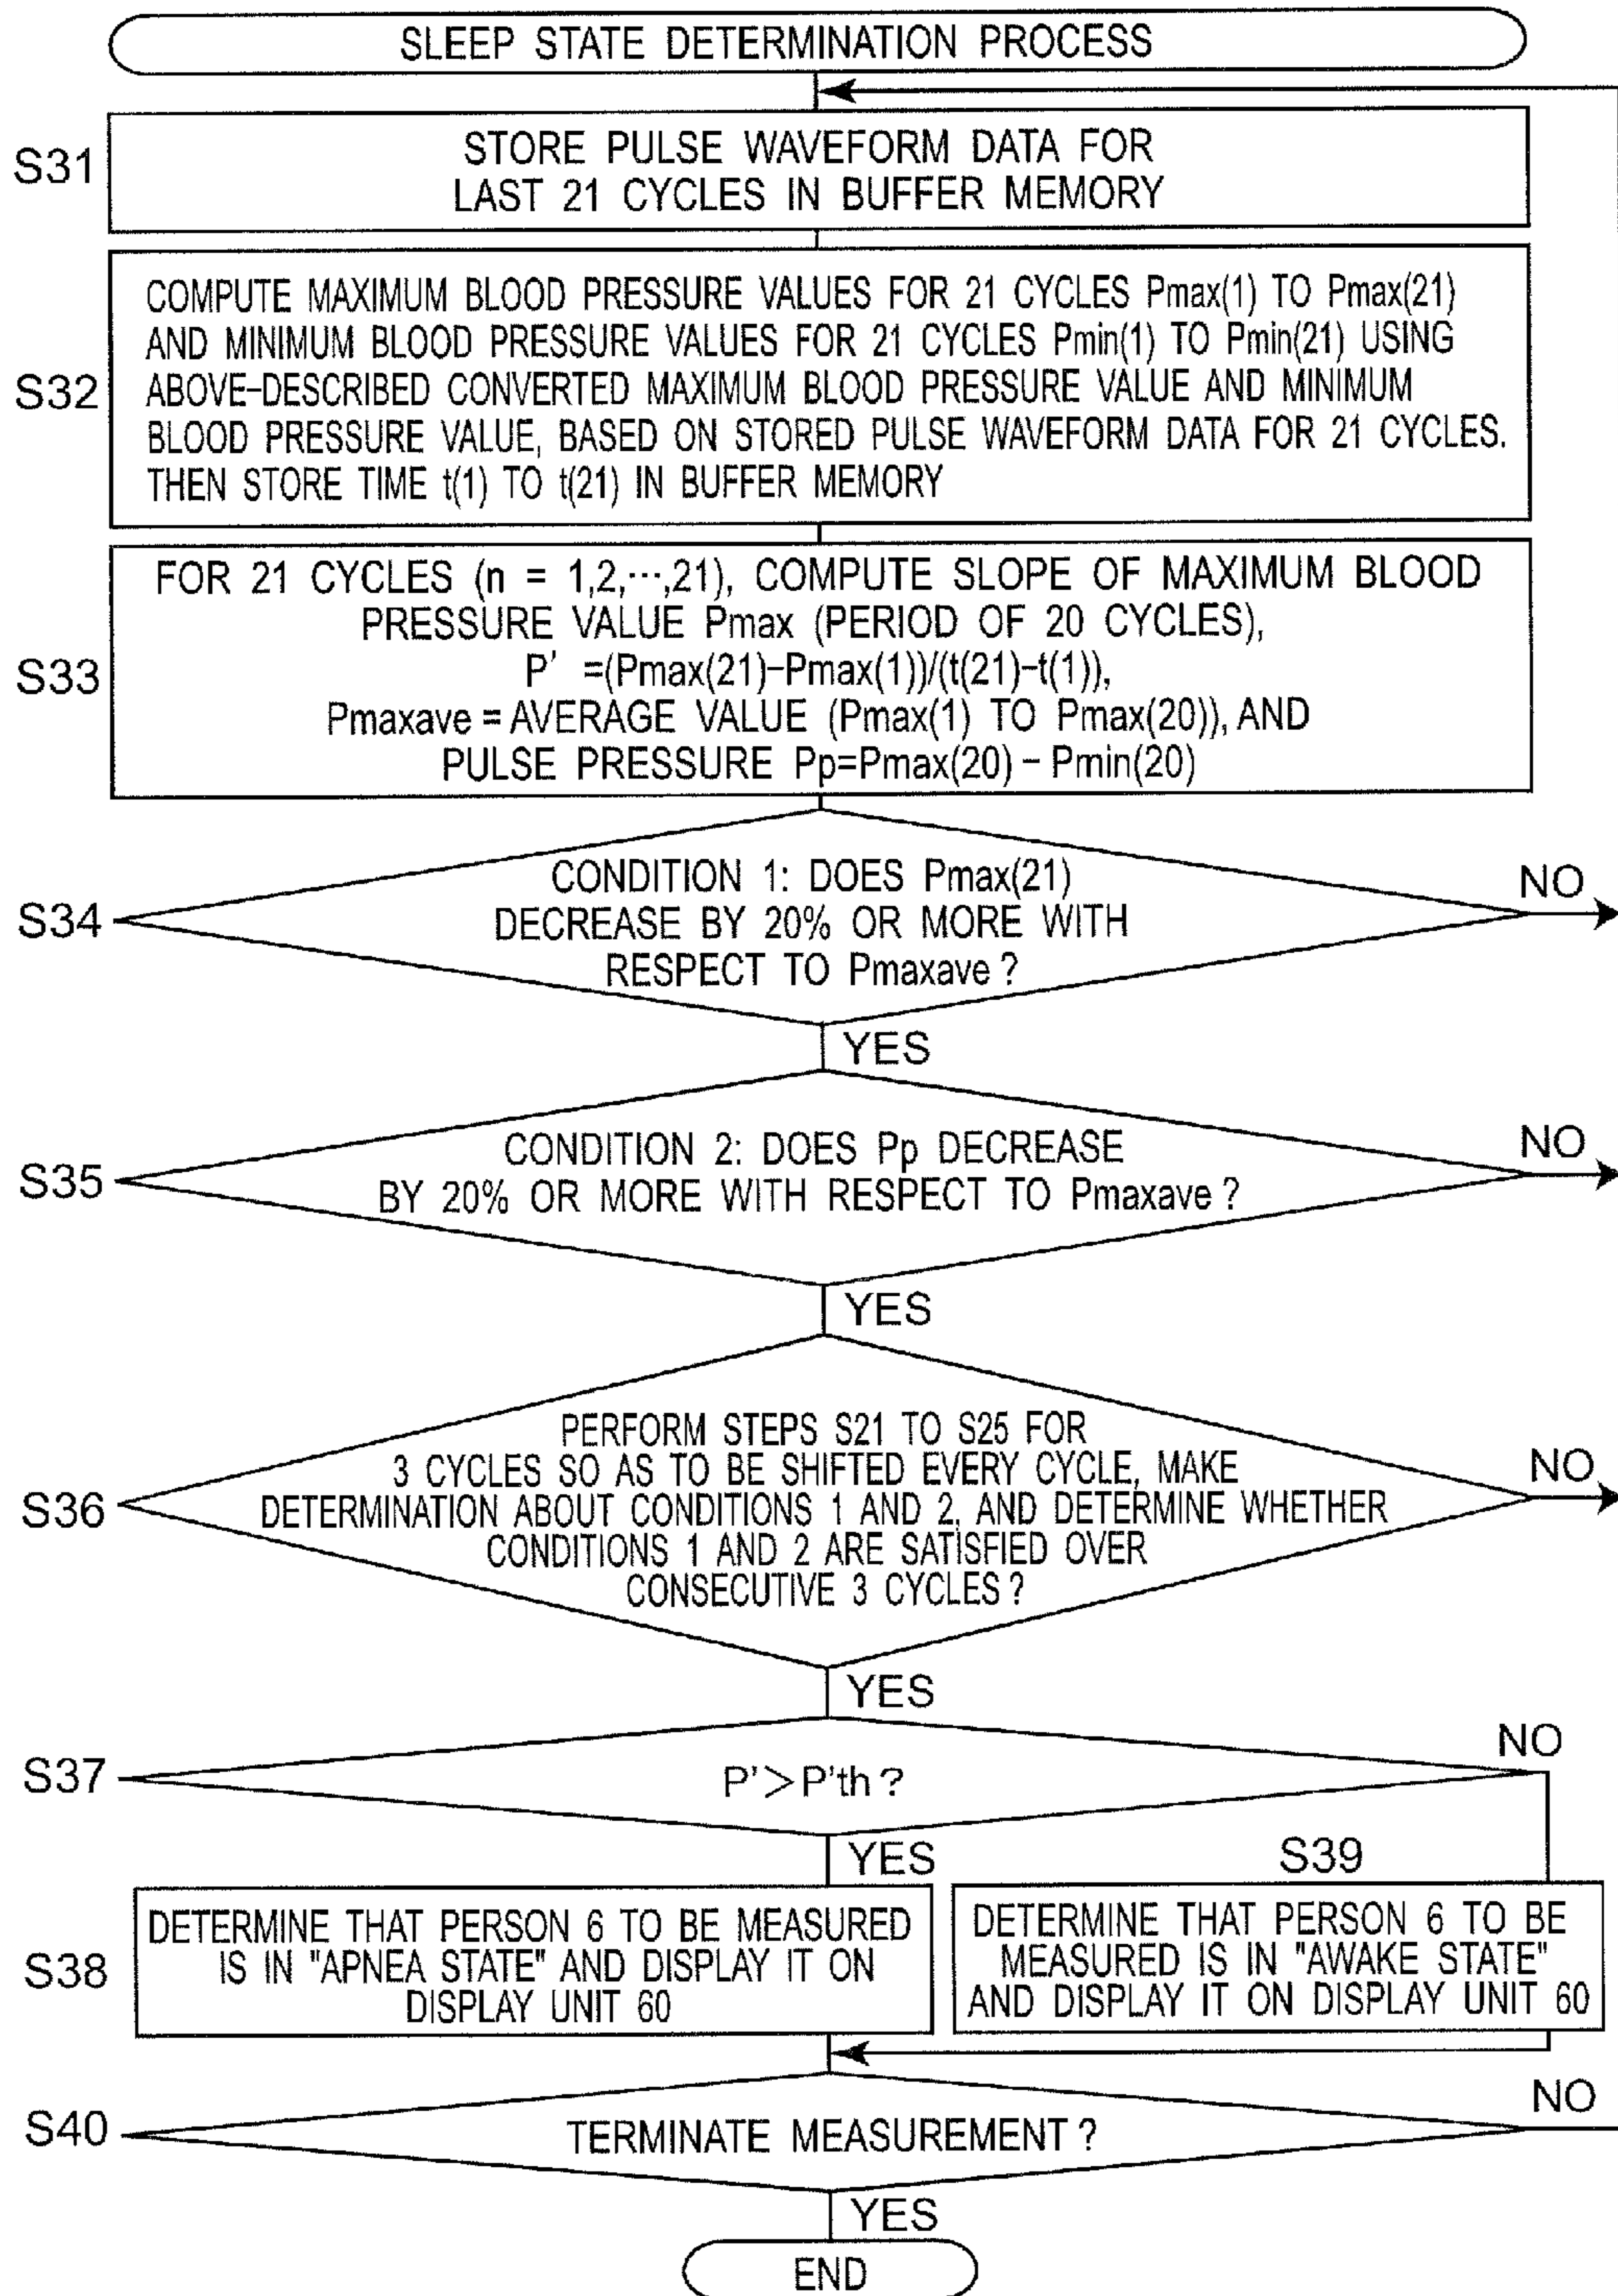 SLEEP STATE DETERMINATION PROCESS
S31
STORE PULSE WAVEFORM DATA FOR
LAST 21 CYCLES IN BUFFER MEMORY
S32
COMPUTE MAXIMUM BLOOD PRESSURE VALUES FOR 21 CYCLES Pmax(1) TO Pmax(21)
AND MINIMUM BLOOD PRESSURE VALUES FOR 21 CYCLES Pmin(1) TO Pmin(21) USING
ABOVE-DESCRIBED CONVERTED MAXIMUM BLOOD PRESSURE VALUE AND MINIMUM
BLOOD PRESSURE VALUE, BASED ON STORED PULSE WAVEFORM DATA FOR 21 CYCLES.
THEN STORE TIME t(1) TO t(21) IN BUFFER MEMORY
S33
FOR 21 CYCLES (n = 1,2,···,21), COMPUTE SLOPE OF MAXIMUM BLOOD
PRESSURE VALUE Pmax (PERIOD OF 20 CYCLES),
P' =(Pmax(21)-Pmax(1))/(t(21)-t(1)),
Pmaxave = AVERAGE VALUE (Pmax(1) TO Pmax(20)), AND
PULSE PRESSURE Pp=Pmax(20) - Pmin(20)
S34
CONDITION 1: DOES Pmax(21)
DECREASE BY 20% OR MORE WITH
RESPECT TO Pmaxave ?
NO
YES
S35
CONDITION 2: DOES Pp DECREASE
BY 20% OR MORE WITH RESPECT TO Pmaxave ?
NO
YES
S36
PERFORM STEPS S21 TO S25 FOR
3 CYCLES SO AS TO BE SHIFTED EVERY CYCLE, MAKE
DETERMINATION ABOUT CONDITIONS 1 AND 2, AND DETERMINE WHETHER
CONDITIONS 1 AND 2 ARE SATISFIED OVER
CONSECUTIVE 3 CYCLES ?
NO
YES
S37
P'>P'th ?
NO
YES
S38
DETERMINE THAT PERSON 6 TO BE MEASURED
IS IN "APNEA STATE" AND DISPLAY IT ON
DISPLAY UNIT 60
S39
DETERMINE THAT PERSON 6 TO BE
MEASURED IS IN "AWAKE STATE"
AND DISPLAY IT ON DISPLAY UNIT 60
S40
TERMINATE MEASUREMENT ?
NO
YES
END